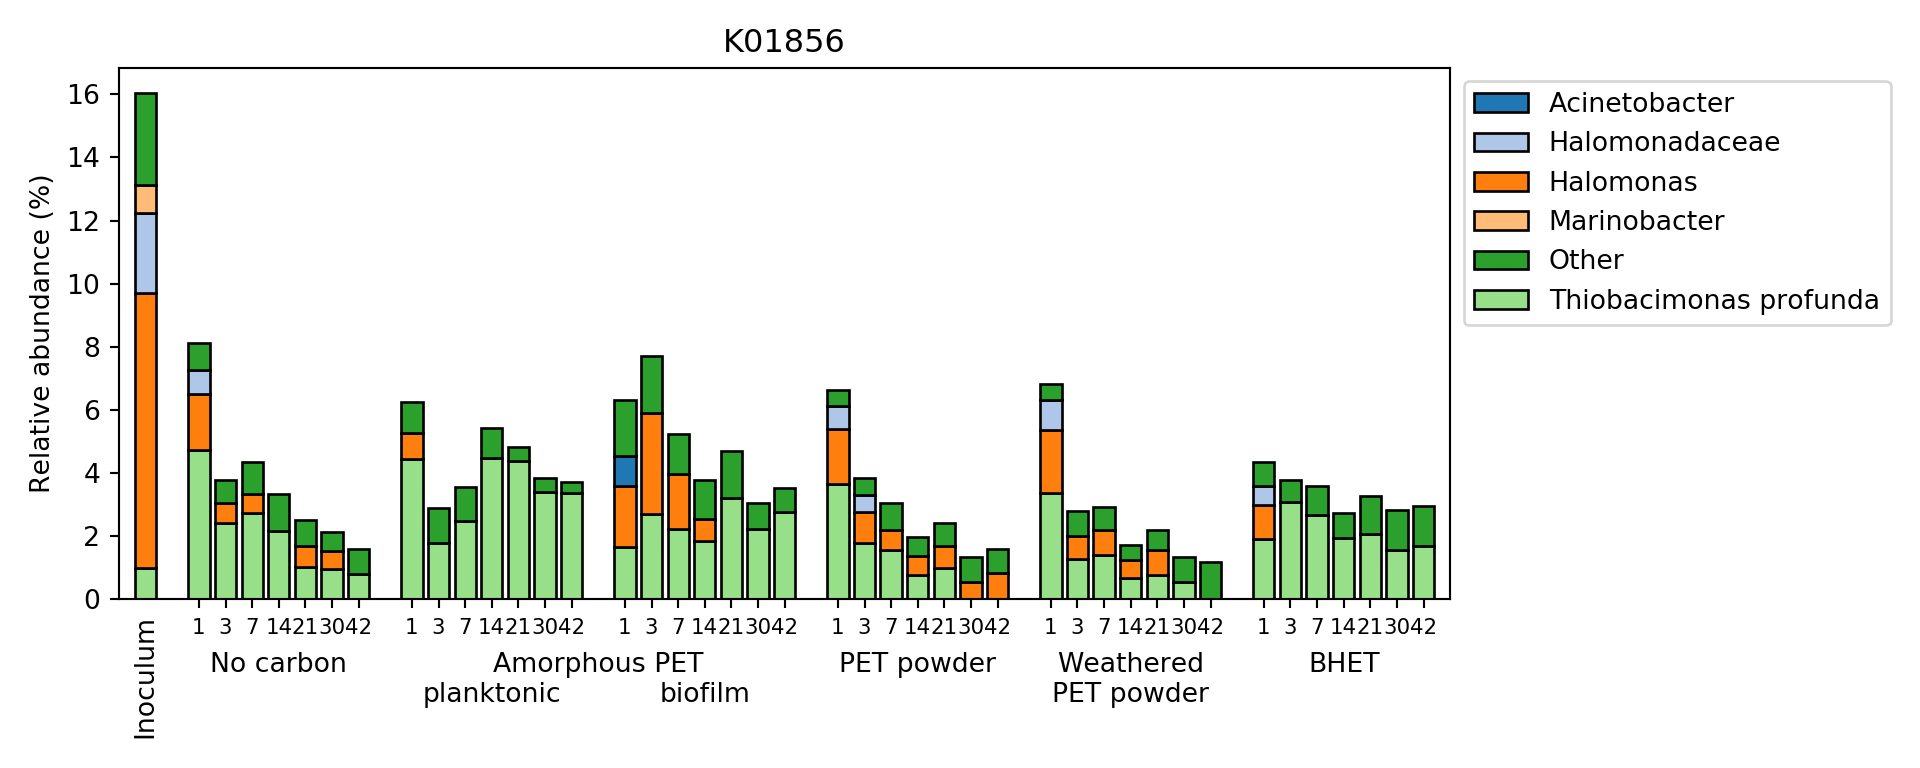 K01856
Relative abundance (%)
16
14
12
10
8
6
4
2
0
Inoculum
1 3 7 14 21 30 42 1 3 7 14 21 30 42 1 3 7 14 21 30 42 1 3 7 14 21 30 42 1 3 7 14 21 30 42 1 3 7 14 21 30 42
No carbon Amorphous PET PET powder Weathered BHET
planktonic biofilm PET powder
Acinetobacter
Halomonadaceae
Halomonas
Marinobacter
Other
Thiobacimonas profunda